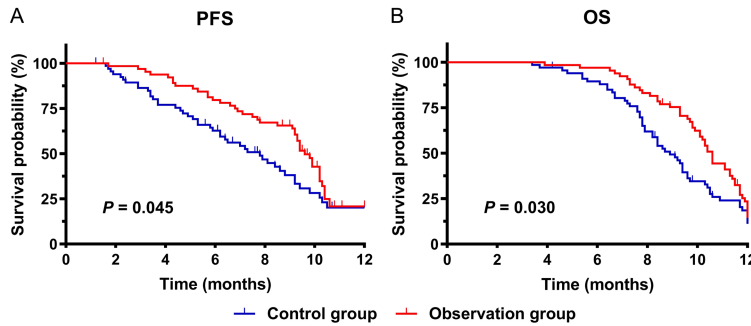 A
PFS
Survival probability (%)
100
75
50
25
0
P = 0.045
0 2 4 6 8 10 12
Time (months)
B
OS
Survival probability (%)
100
75
50
25
0
P = 0.030
0 2 4 6 8 10 12
Time (months)
Control group Observation group